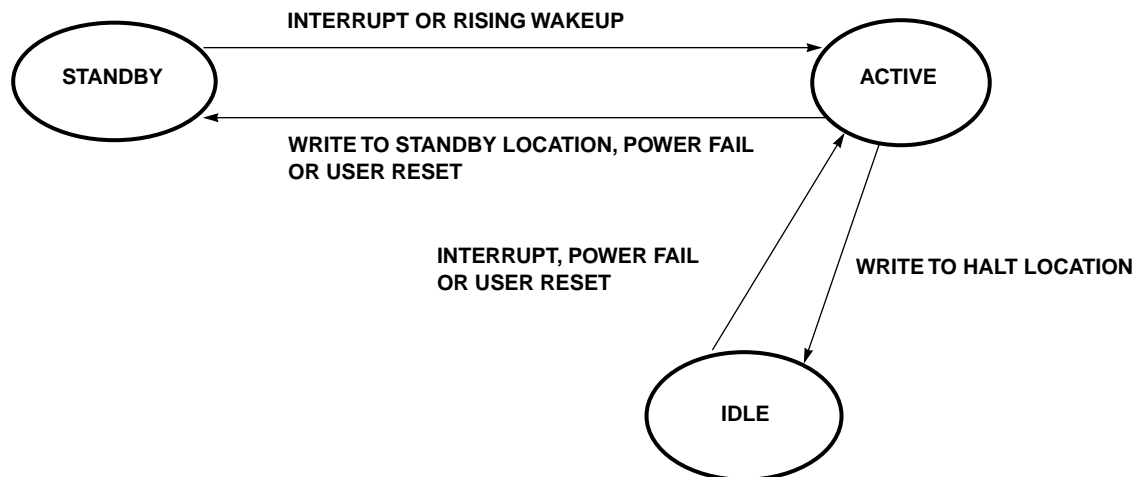 INTERRUPT OR RISING WAKEUP
STANDBY
ACTIVE
WRITE TO STANDBY LOCATION, POWER FAIL
OR USER RESET
INTERRUPT, POWER FAIL
OR USER RESET
WRITE TO HALT LOCATION
IDLE